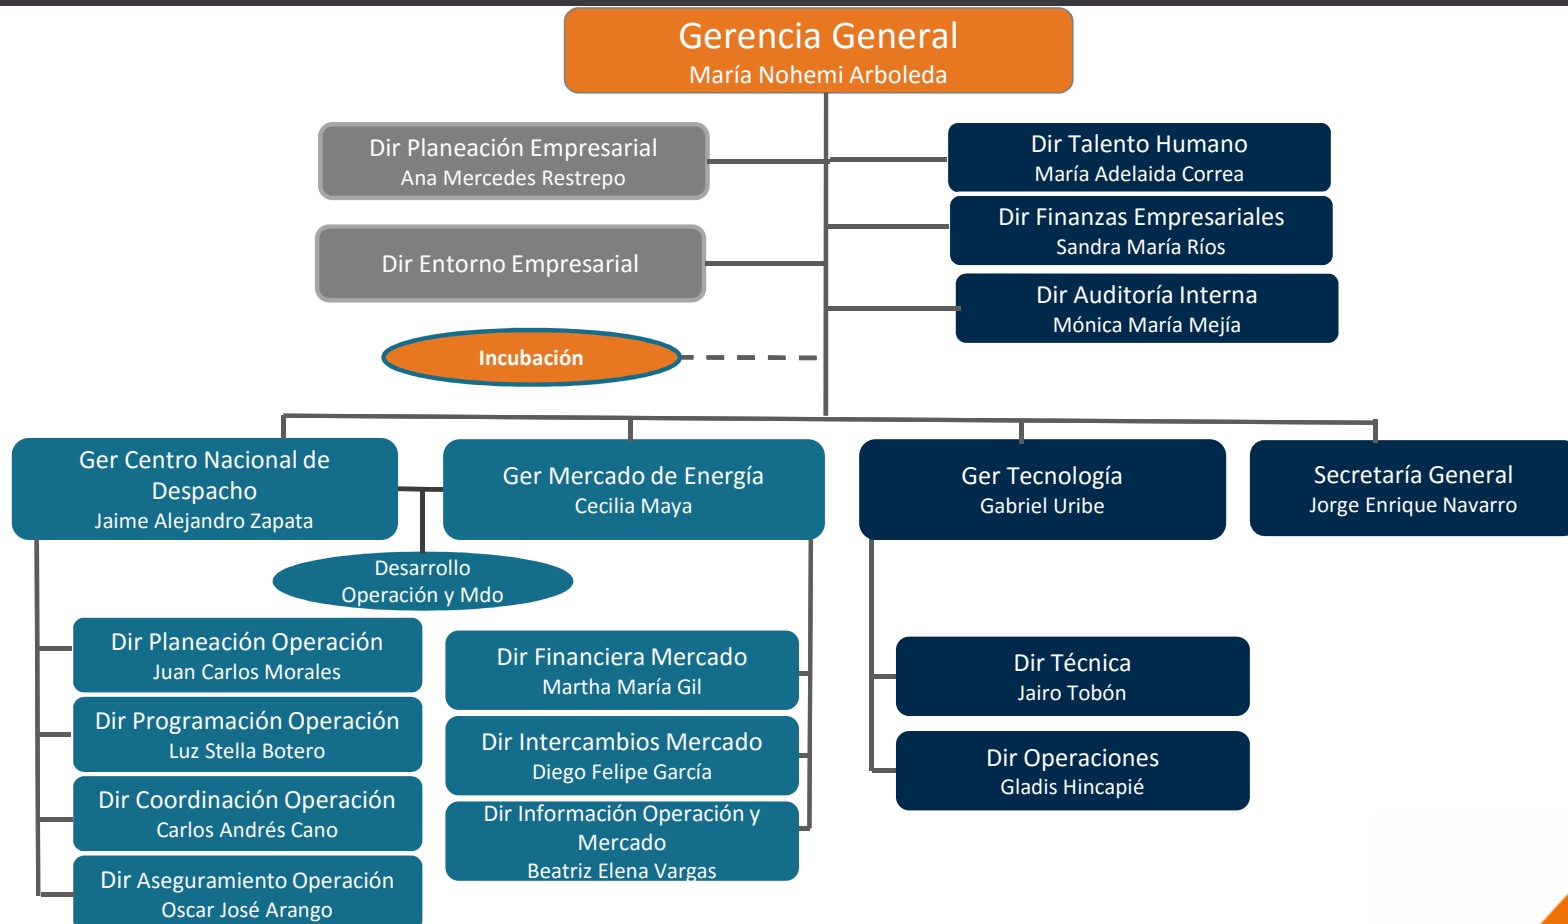 Gerencia General
María Nohemi Arboleda
Dir Planeación Empresarial
Ana Mercedes Restrepo
Dir Talento Humano
María Adelaida Correa
Dir Finanzas Empresariales
Sandra María Ríos
Dir Entorno Empresarial
Dir Auditoría Interna
Mónica María Mejía
Incubación
Ger Centro Nacional de
Despacho
Jaime Alejandro Zapata
Ger Mercado de Energía
Cecilia Maya
Ger Tecnología
Gabriel Uribe
Secretaría General
Jorge Enrique Navarro
Desarrollo
Operación y Mdo
Dir Planeación Operación
Juan Carlos Morales
Dir Programación Operación
Luz Stella Botero
Dir Coordinación Operación
Carlos Andrés Cano
Dir Aseguramiento Operación
Oscar José Arango
Dir Financiera Mercado
Martha María Gil
Dir Intercambios Mercado
Diego Felipe García
Dir Información Operación y
Mercado
Beatriz Elena Vargas
Dir Técnica
Jairo Tobón
Dir Operaciones
Gladis Hincapié